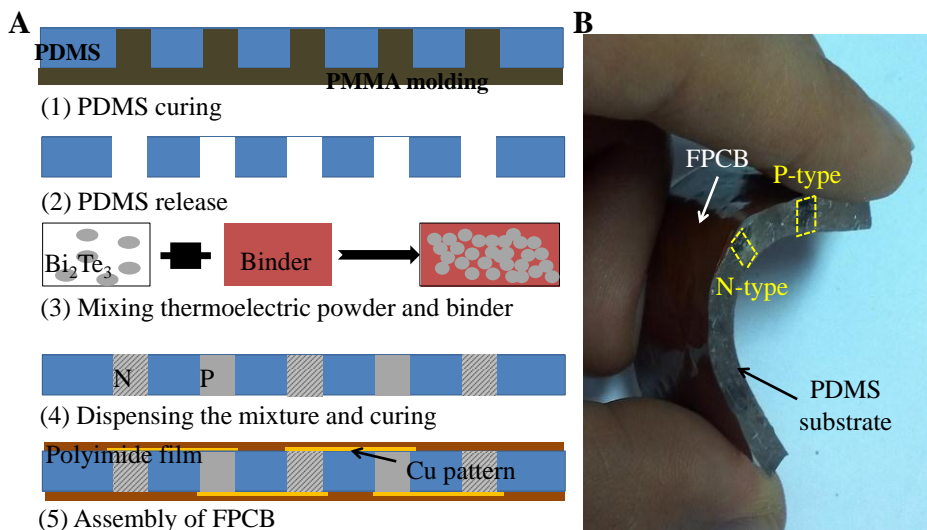 A
PDMS
PMMA molding
(1) PDMS curing
(2) PDMS release
Bi₂Te₃
Binder
(3) Mixing thermoelectric powder and binder
N
P
(4) Dispensing the mixture and curing
Polyimide film
Cu pattern
(5) Assembly of FPCB
B
FPCB
P-type
N-type
PDMS
substrate